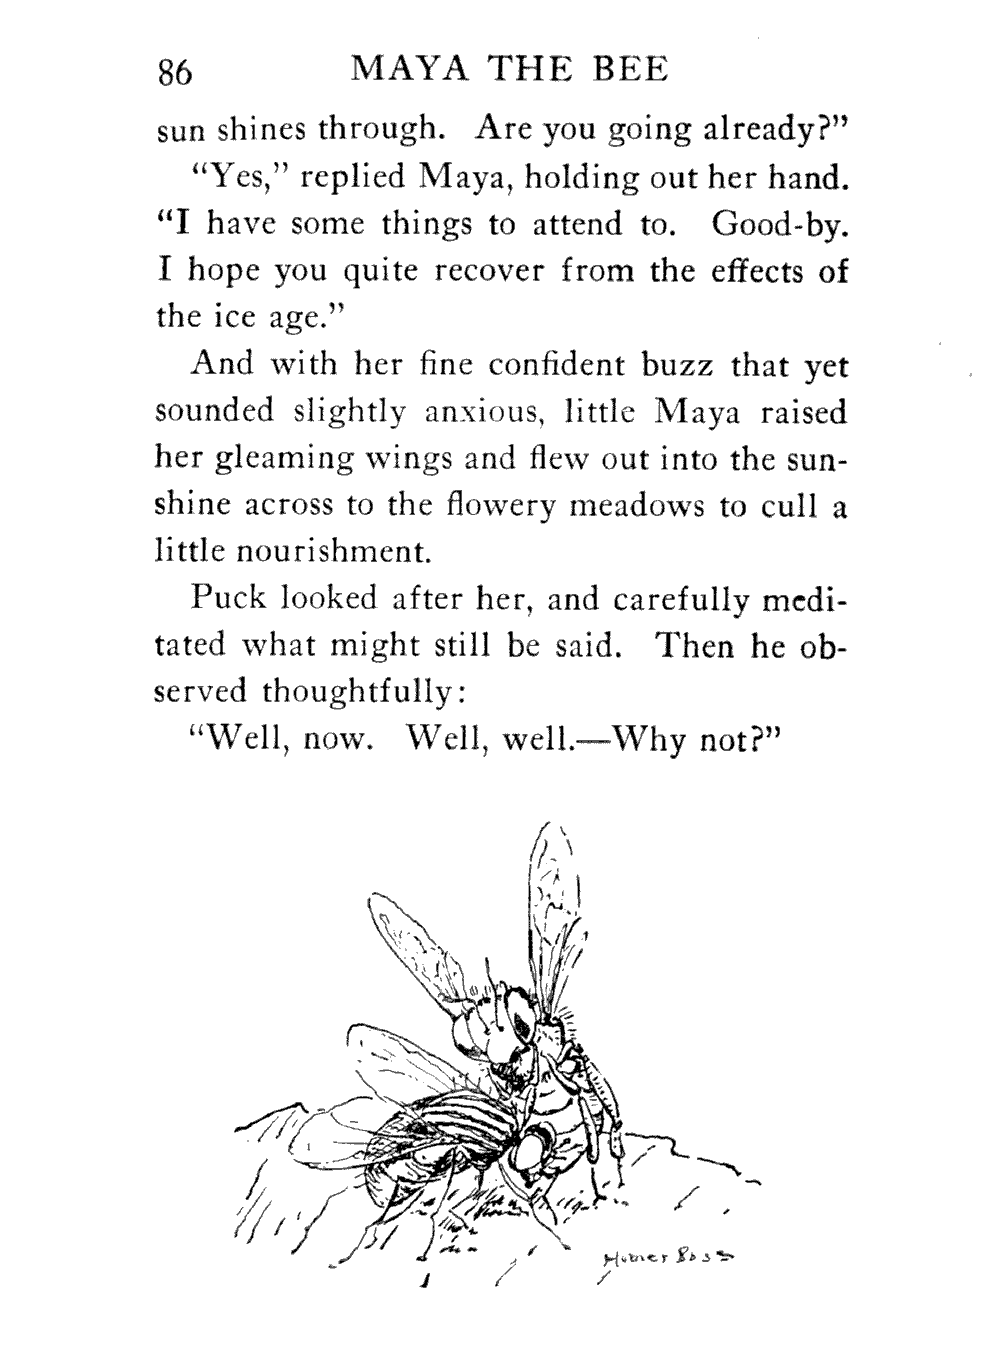 86 MAYA THE BEE
sun shines through. Are you going already?”
“Yes,” replied Maya, holding out her hand.
“I have some things to attend to. Good-by.
I hope you quite recover from the effects of
the ice age.”
And with her fine confident buzz that yet
sounded slightly anxious, little Maya raised
her gleaming wings and flew out into the sun-
shine across to the flowery meadows to cull a
little nourishment.
Puck looked after her, and carefully medi-
tated what might still be said. Then he ob-
served thoughtfully:
“Well, now. Well, well.—Why not?”
Homer Boss